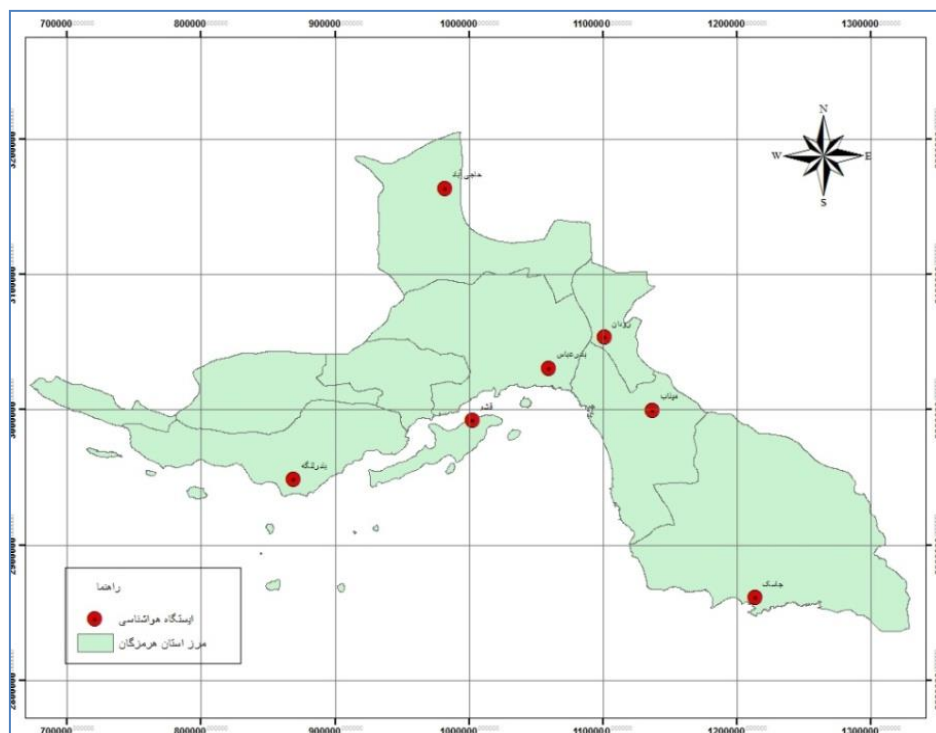 700000 800000 900000 1000000 1100000 1200000 1300000
N
W E
S
حاجی آباد
رودان
بندرعباس
میناب
قشم
بندرلنگه
جاسک
راهنما
ایستگاه هواشناسی
مرز استان هرمزگان
700000 800000 900000 1000000 1100000 1200000 1300000